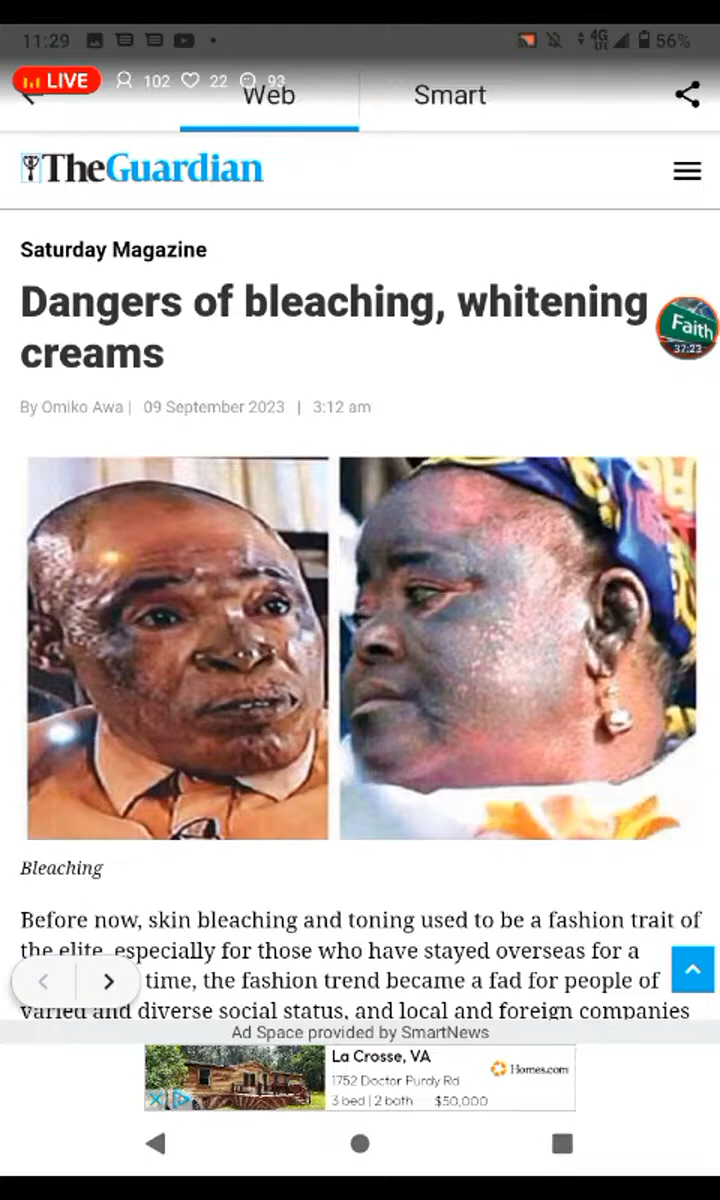 11:29
4G
LTE
56%
LIVE 102 22 93
Web Smart
TheGuardian
Saturday Magazine
Dangers of bleaching, whitening
creams
Faith
37:23
By Omiko Awa | 09 September 2023 | 3:12 am
Bleaching
Before now, skin bleaching and toning used to be a fashion trait of
the elite, especially for those who have stayed overseas for a
time, the fashion trend became a fad for people of
varied and diverse social status, and local and foreign companies
Ad Space provided by SmartNews
La Crosse, VA
1752 Doctor Purdy Rd
3 bed | 2 bath $50,000
Homes.com